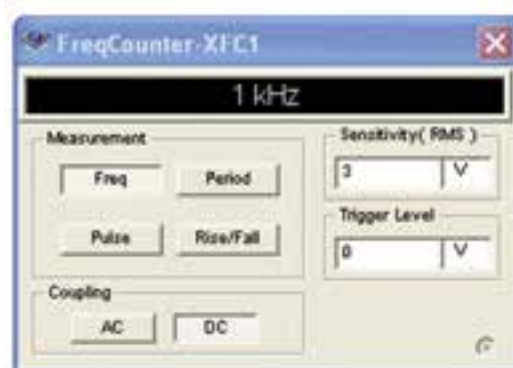 FreqCounter-XFC1
1 kHz
Measurement
Freq
Period
Pulse
Rise/Fall
Coupling
AC
DC
Sensitivity( RMS )
3
V
Trigger Level
0
V